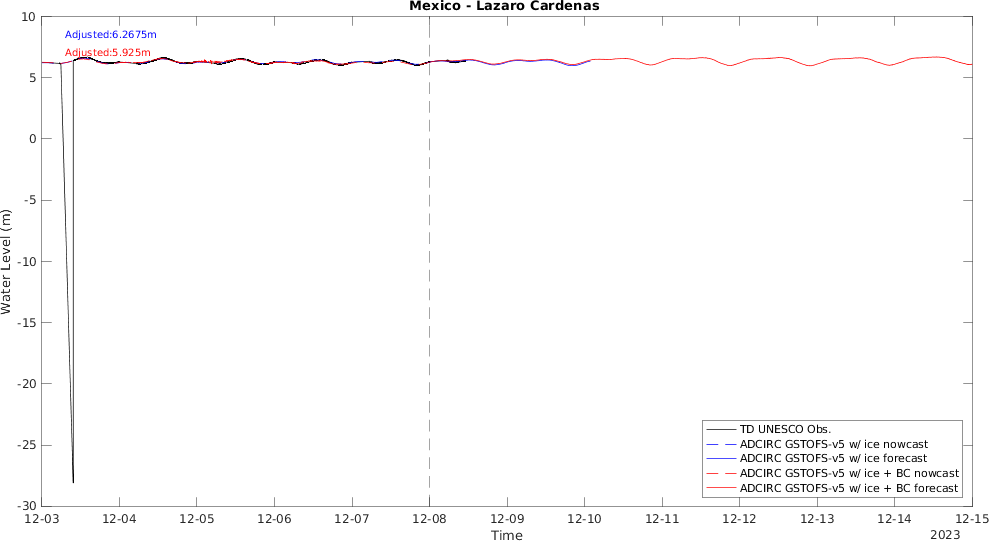 Mexico - Lazaro Cardenas
Adjusted:6.2675m
Adjusted:5.925m
Water Level (m)
10
5
0
-5
-10
-15
-20
-25
-30
TD UNESCO Obs.
ADCIRC GSTOFS-v5 w/ ice nowcast
ADCIRC GSTOFS-v5 w/ ice forecast
ADCIRC GSTOFS-v5 w/ ice + BC nowcast
ADCIRC GSTOFS-v5 w/ ice + BC forecast
12-03 12-04 12-05 12-06 12-07 12-08 12-09 12-10 12-11 12-12 12-13 12-14 12-15
Time
2023